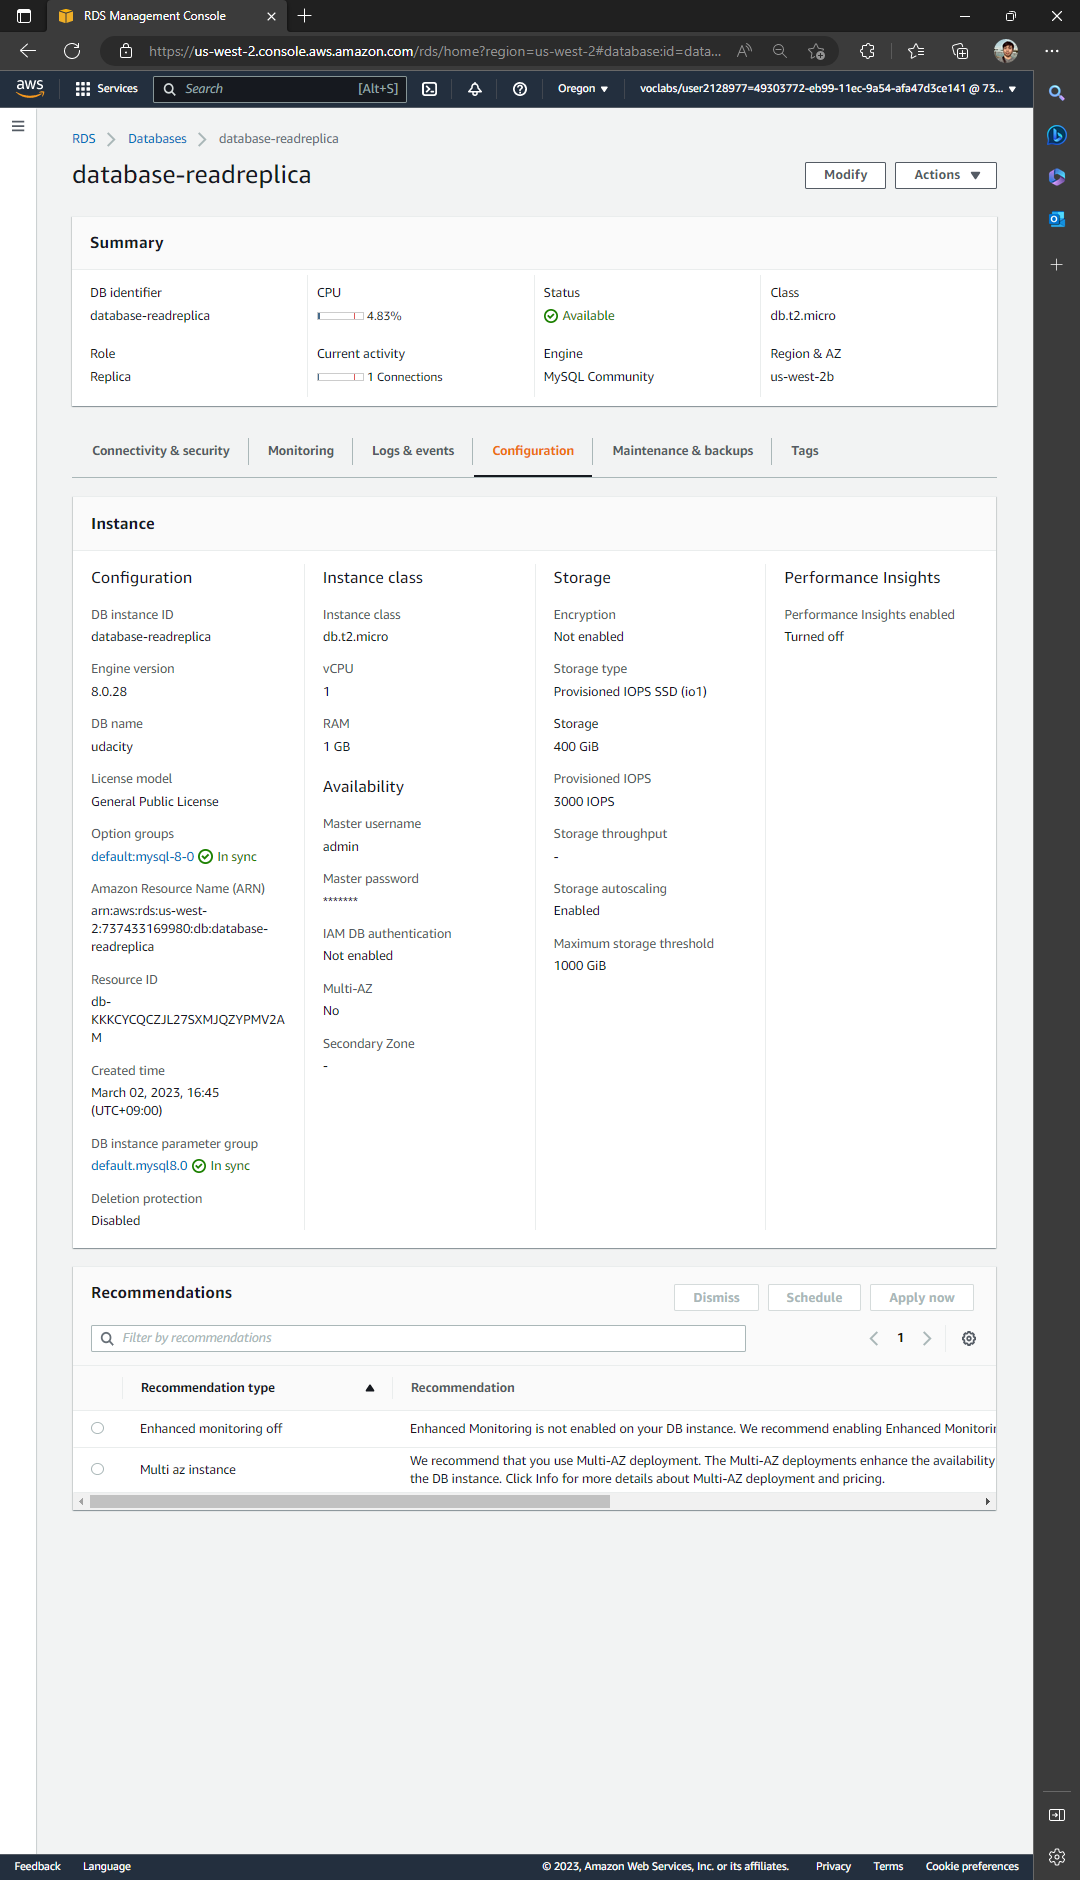 RDS Management Console
https://us-west-2.console.aws.amazon.com/rds/home?region=us-west-2#database:id=data...
aws
Services
Search
[Alt+S]
Oregon
voclabs/user2128977=49303772-eb99-11ec-9a54-afa47d3ce141 @ 73...
RDS
Databases
database-readreplica
database-readreplica
Modify
Actions
Summary
DB identifier
database-readreplica
CPU
4.83%
Status
Available
Class
db.t2.micro
Role
Replica
Current activity
1 Connections
Engine
MySQL Community
Region & AZ
us-west-2b
Connectivity & security
Monitoring
Logs & events
Configuration
Maintenance & backups
Tags
Instance
Configuration
DB instance ID
database-readreplica
Engine version
8.0.28
DB name
udacity
License model
General Public License
Option groups
default:mysql-8-0 In sync
Amazon Resource Name (ARN)
arn:aws:rds:us-west-
2:737433169980:db:database-
readreplica
Resource ID
db-
KKKCYCQCZJL27SXMJQZYPMV2A
M
Created time
March 02, 2023, 16:45
(UTC+09:00)
DB instance parameter group
default.mysql8.0 In sync
Deletion protection
Disabled
Instance class
Instance class
db.t2.micro
vCPU
1
RAM
1 GB
Availability
Master username
admin
Master password
*******
IAM DB authentication
Not enabled
Multi-AZ
No
Secondary Zone
-
Storage
Encryption
Not enabled
Storage type
Provisioned IOPS SSD (io1)
Storage
400 GiB
Provisioned IOPS
3000 IOPS
Storage throughput
-
Storage autoscaling
Enabled
Maximum storage threshold
1000 GiB
Performance Insights
Performance Insights enabled
Turned off
Recommendations
Dismiss
Schedule
Apply now
Filter by recommendations
1
Recommendation type
Recommendation
Enhanced monitoring off
Enhanced Monitoring is not enabled on your DB instance. We recommend enabling Enhanced Monitorin
Multi az instance
We recommend that you use Multi-AZ deployment. The Multi-AZ deployments enhance the availability
the DB instance. Click Info for more details about Multi-AZ deployment and pricing.
Feedback
Language
© 2023, Amazon Web Services, Inc. or its affiliates.
Privacy
Terms
Cookie preferences